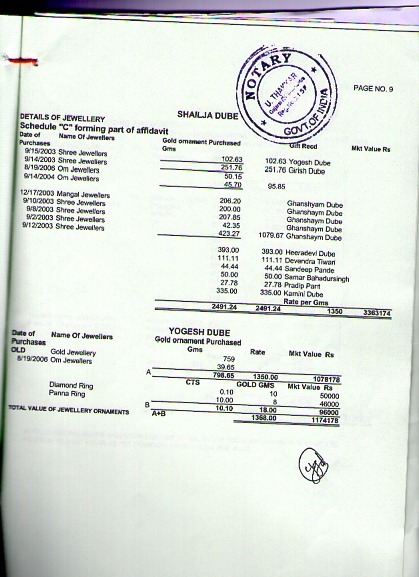 NOTARY
U. THAKKAR
GOVT. OF INDIA
PAGE NO. 9
SHAILJA DUBE
DETAILS OF JEWELLERY
Schedule "C" forming part of affidavit
Date of Purchases Name Of Jewellers Gold ornament Purchased Gms Gift Reed Mkt Value Rs
9/15/2003 Shree Jewellers 102.63 102.63 Yogesh Dube
9/14/2003 Shree Jewellers 251.76 251.76 Girish Dube
8/19/2006 Om Jewellers 50.15
9/14/2004 Om Jewellers 45.70 95.85
12/17/2003 Mangal Jewellers 206.20 Ghanshyam Dube
9/10/2003 Shree Jewellers 200.00 Ghanshaym Dube
9/8/2003 Shree Jewellers 207.85 Ghanshaym Dube
9/2/2003 Shree Jewellers 42.35 Ghanshaym Dube
9/12/2003 Shree Jewellers 423.27 1079.67 Ghanshaym Dube
393.00 393.00 Heeradevi Dube
111.11 111.11 Devendra Tiwari
44.44 44.44 Sandeep Pande
50.00 50.00 Samar Bahadursingh
27.78 27.78 Pradip Pant
335.00 335.00 Kamini Dube
Rate per Gms
2491.24 2491.24 1350 3363174
YOGESH DUBE
Date of Purchases Name Of Jewellers Gold ornament Purchased Gms Rate Mkt Value Rs
OLD Gold Jewellery 759
8/19/2006 Om Jewellers 39.65
A 798.65 1350.00 1078178
CTS GOLD GMS Mkt Value Rs
Diamond Ring 0.10 10 50000
Panna Ring 10.00 8 46000
B 10.10 18.00 96000
TOTAL VALUE OF JEWELLERY ORNAMENTS A+B 1368.00 1174178